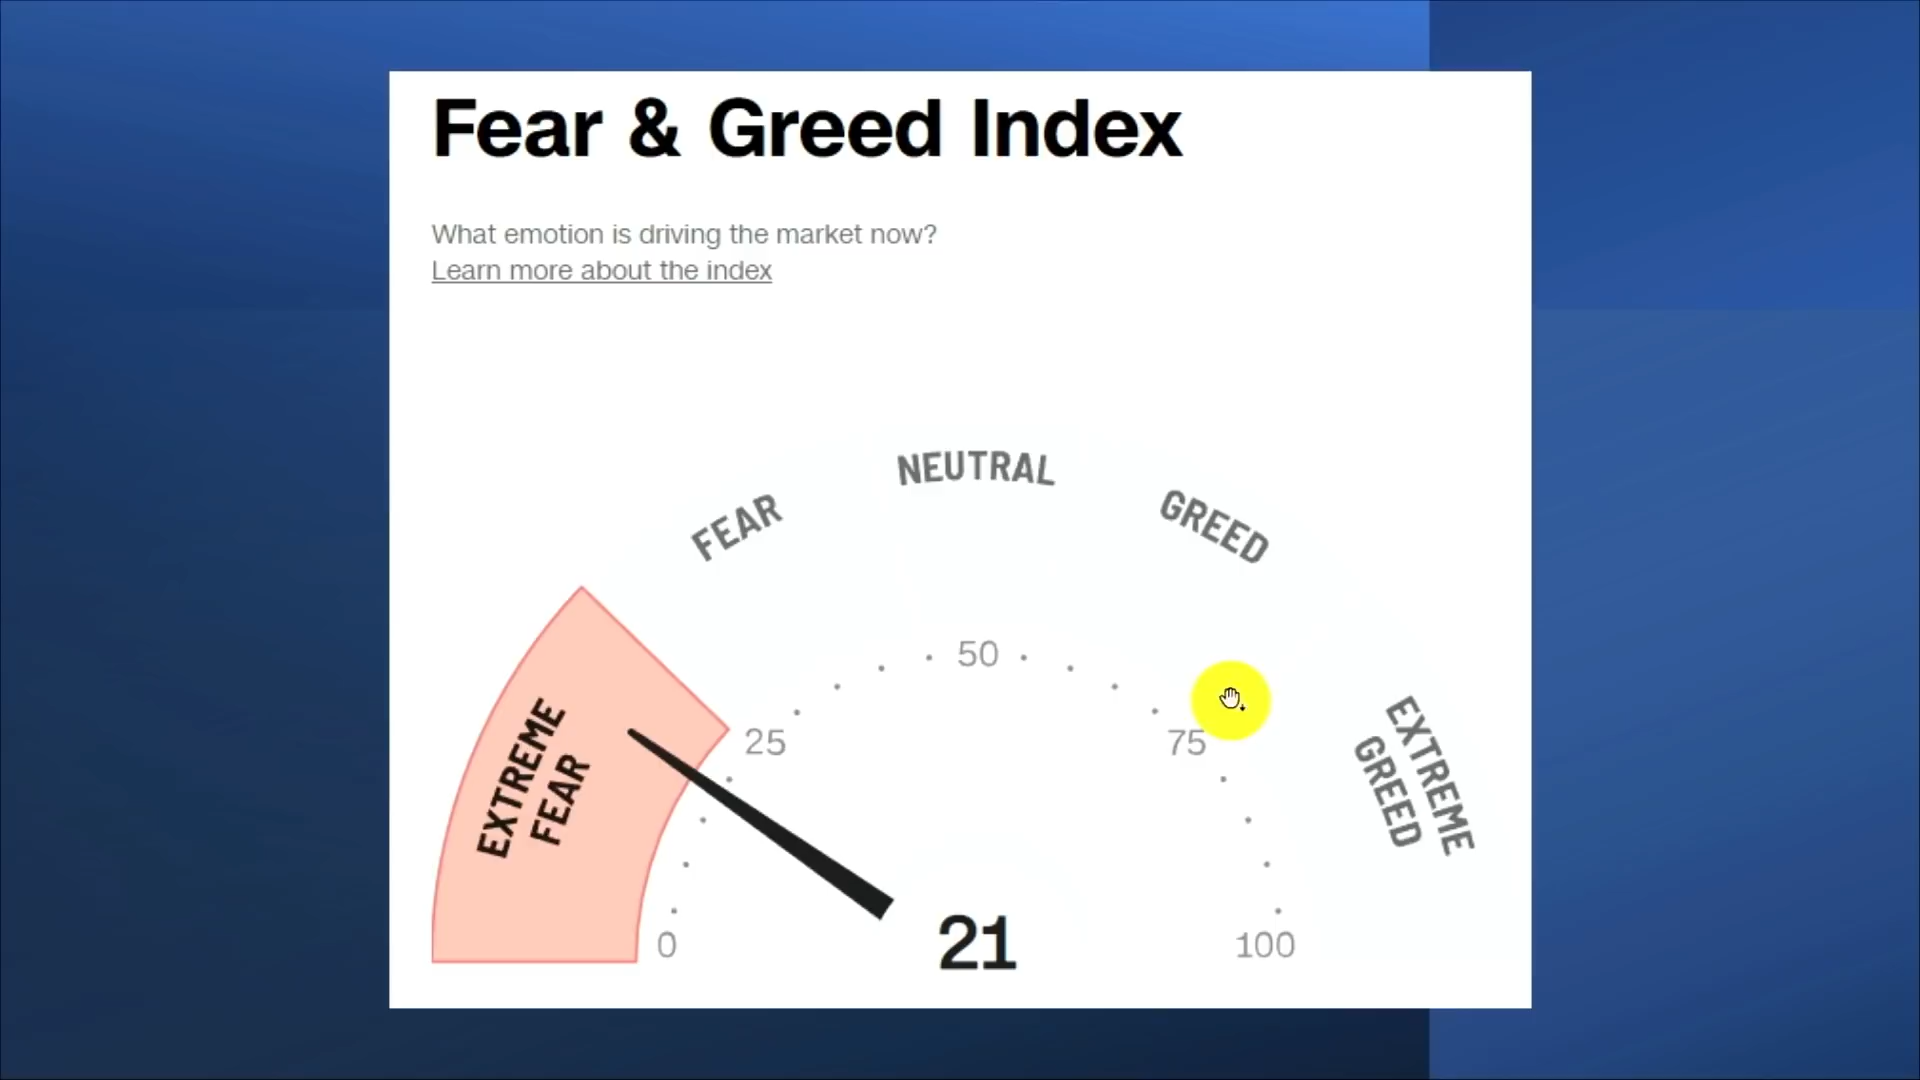 Fear & Greed Index
What emotion is driving the market now?
Learn more about the index
EXTREME
FEAR
FEAR
NEUTRAL
GREED
EXTREME
GREED
0
25
50
75
100
21